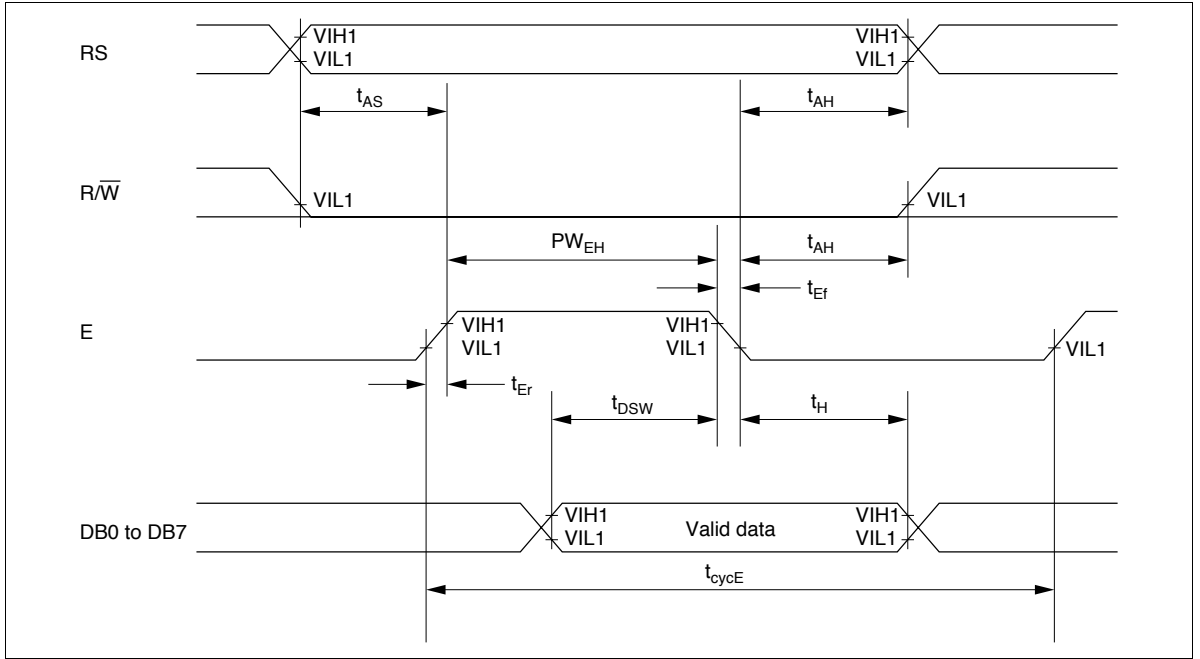 RS
VIH1
VIL1
VIH1
VIL1
tAS
tAH
R/W̅
VIL1
VIL1
PWEH
tAH
tEf
E
VIH1
VIL1
VIH1
VIL1
VIL1
tEr
tDSW
tH
DB0 to DB7
VIH1
VIL1
Valid data
VIH1
VIL1
tcycE